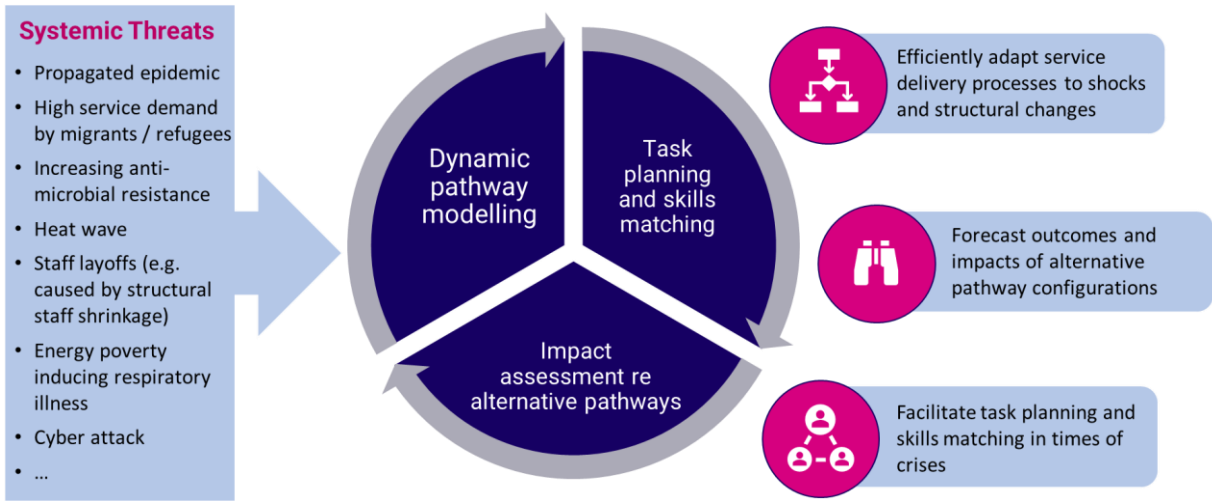 Systemic Threats
• Propagated epidemic
• High service demand
by migrants / refugees
• Increasing anti-
microbial resistance
• Heat wave
• Staff layoffs (e.g.
caused by structural
staff shrinkage)
• Energy poverty
inducing respiratory
illness
• Cyber attack
• ...
Dynamic
pathway
modelling
Task
planning
and skills
matching
Impact
assessment re
alternative pathways
Efficiently adapt service
delivery processes to shocks
and structural changes
Forecast outcomes and
impacts of alternative
pathway configurations
Facilitate task planning and
skills matching in times of
crises